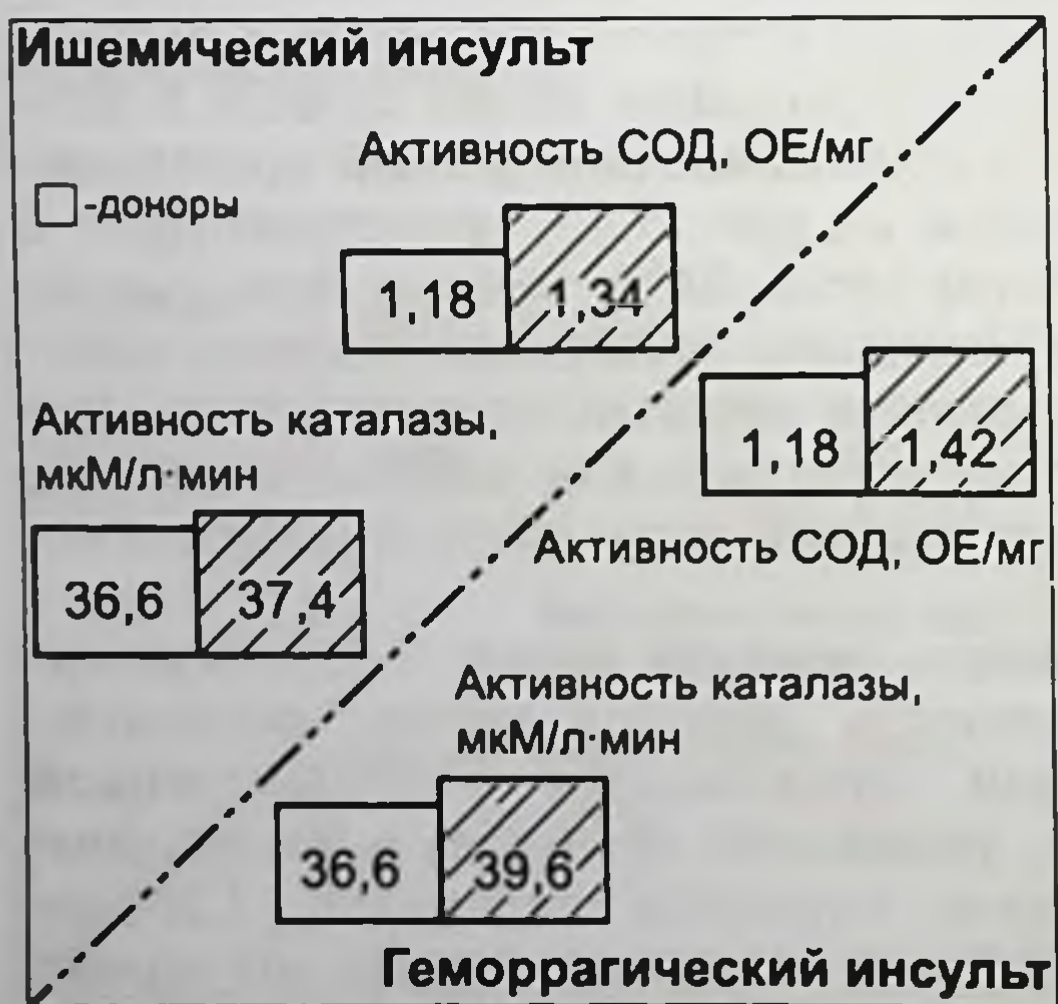 Ишемический инсульт
Активность СОД, ОЕ/мг
-доноры
1,18 1,34
1,18 1,42
Активность СОД, ОЕ/мг
Активность каталазы,
мкМ/л·мин
36,6 37,4
Активность каталазы,
мкМ/л·мин
36,6 39,6
Геморрагический инсульт